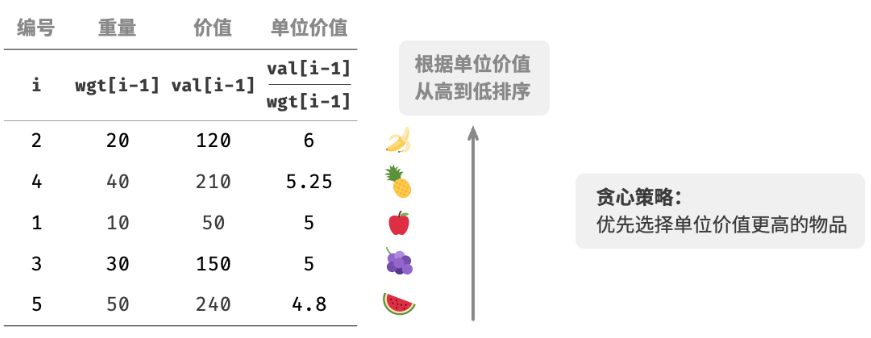 编号 重量 价值 单位价值
i wgt[i-1] val[i-1] val[i-1]
wgt[i-1]
2 20 120 6
4 40 210 5.25
1 10 50 5
3 30 150 5
5 50 240 4.8
根据单位价值
从高到低排序
贪心策略：
优先选择单位价值更高的物品